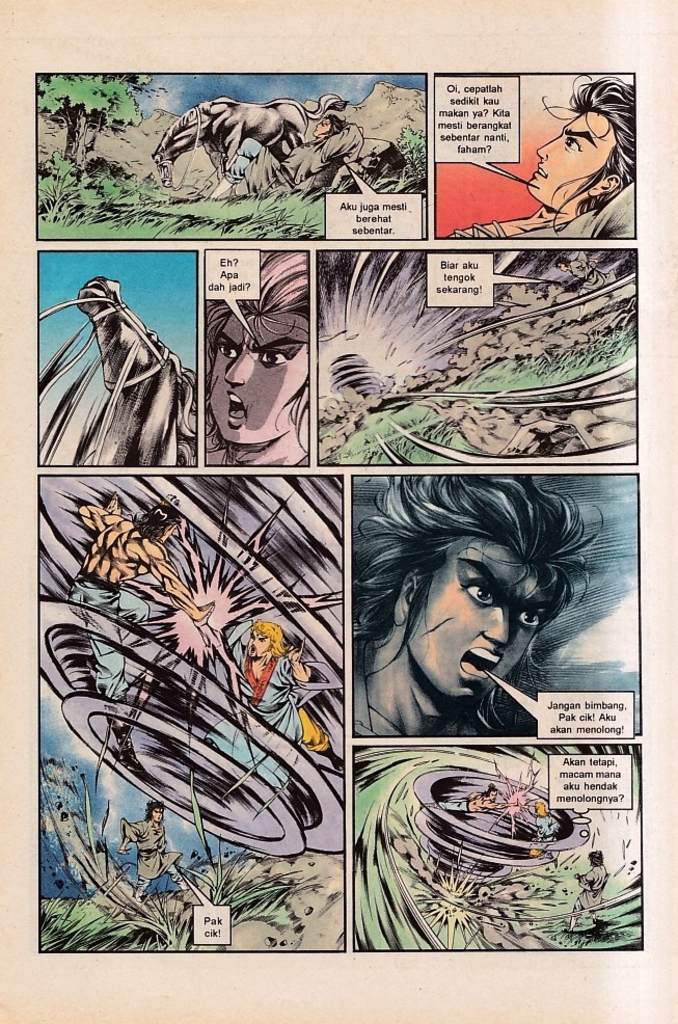 Aku juga mesti
berehat
sebentar.
Oi, cepatlah
sedikit kau
makan ya? Kita
mesti berangkat
sebentar nanti,
faham?
Eh?
Apa
dah jadi?
Biar aku
tengok
sekarang!
Pak
cik!
Jangan bimbang,
Pak cik! Aku
akan menolong!
Akan tetapi,
macam mana
aku hendak
menolongnya?